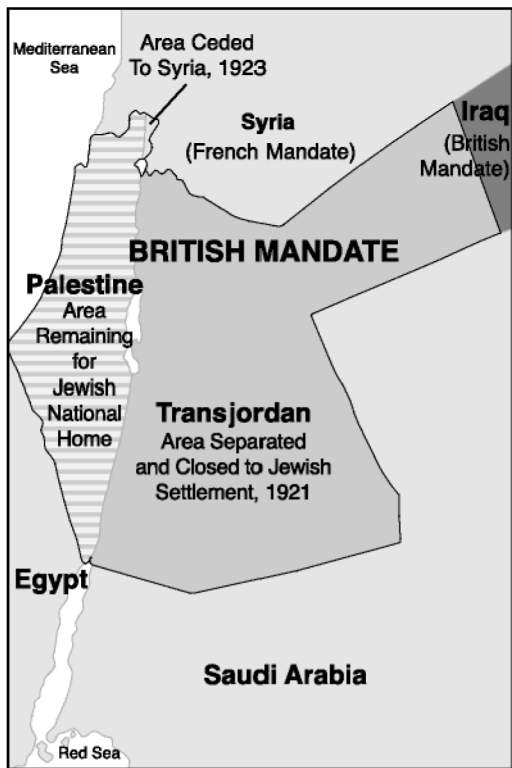 Mediterranean
Sea
Area Ceded
To Syria, 1923
Syria
(French Mandate)
Iraq
(British
Mandate)
BRITISH MANDATE
Palestine
Area
Remaining
for
Jewish
National
Home
Transjordan
Area Separated
and Closed to Jewish
Settlement, 1921
Egypt
Saudi Arabia
Red Sea